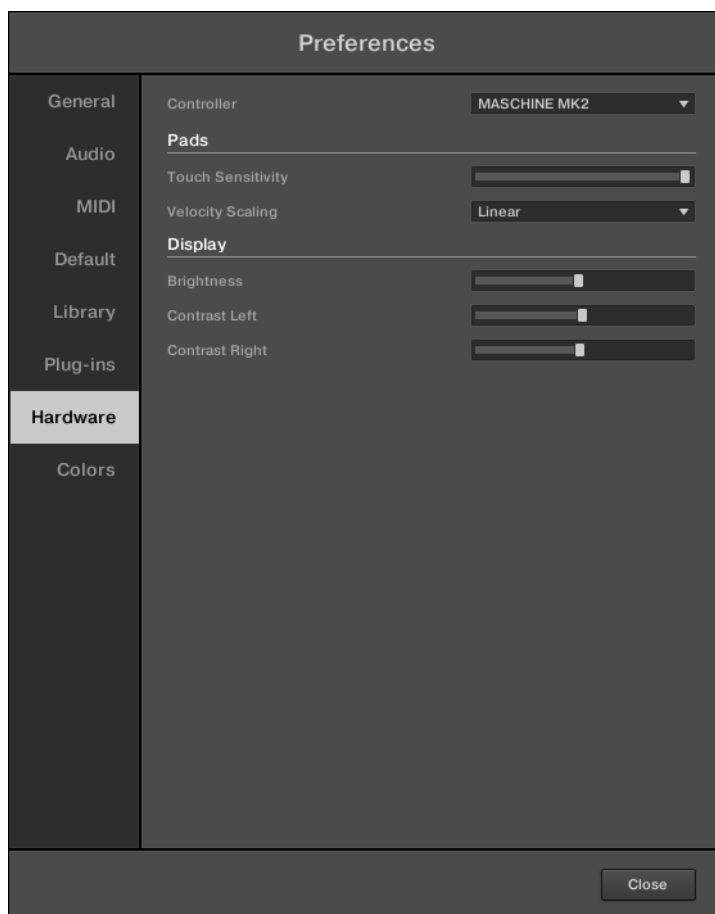 Preferences
General
Audio
MIDI
Default
Library
Plug-ins
Hardware
Colors
Controller MASCHINE MK2
Pads
Touch Sensitivity
Velocity Scaling Linear
Display
Brightness
Contrast Left
Contrast Right
Close